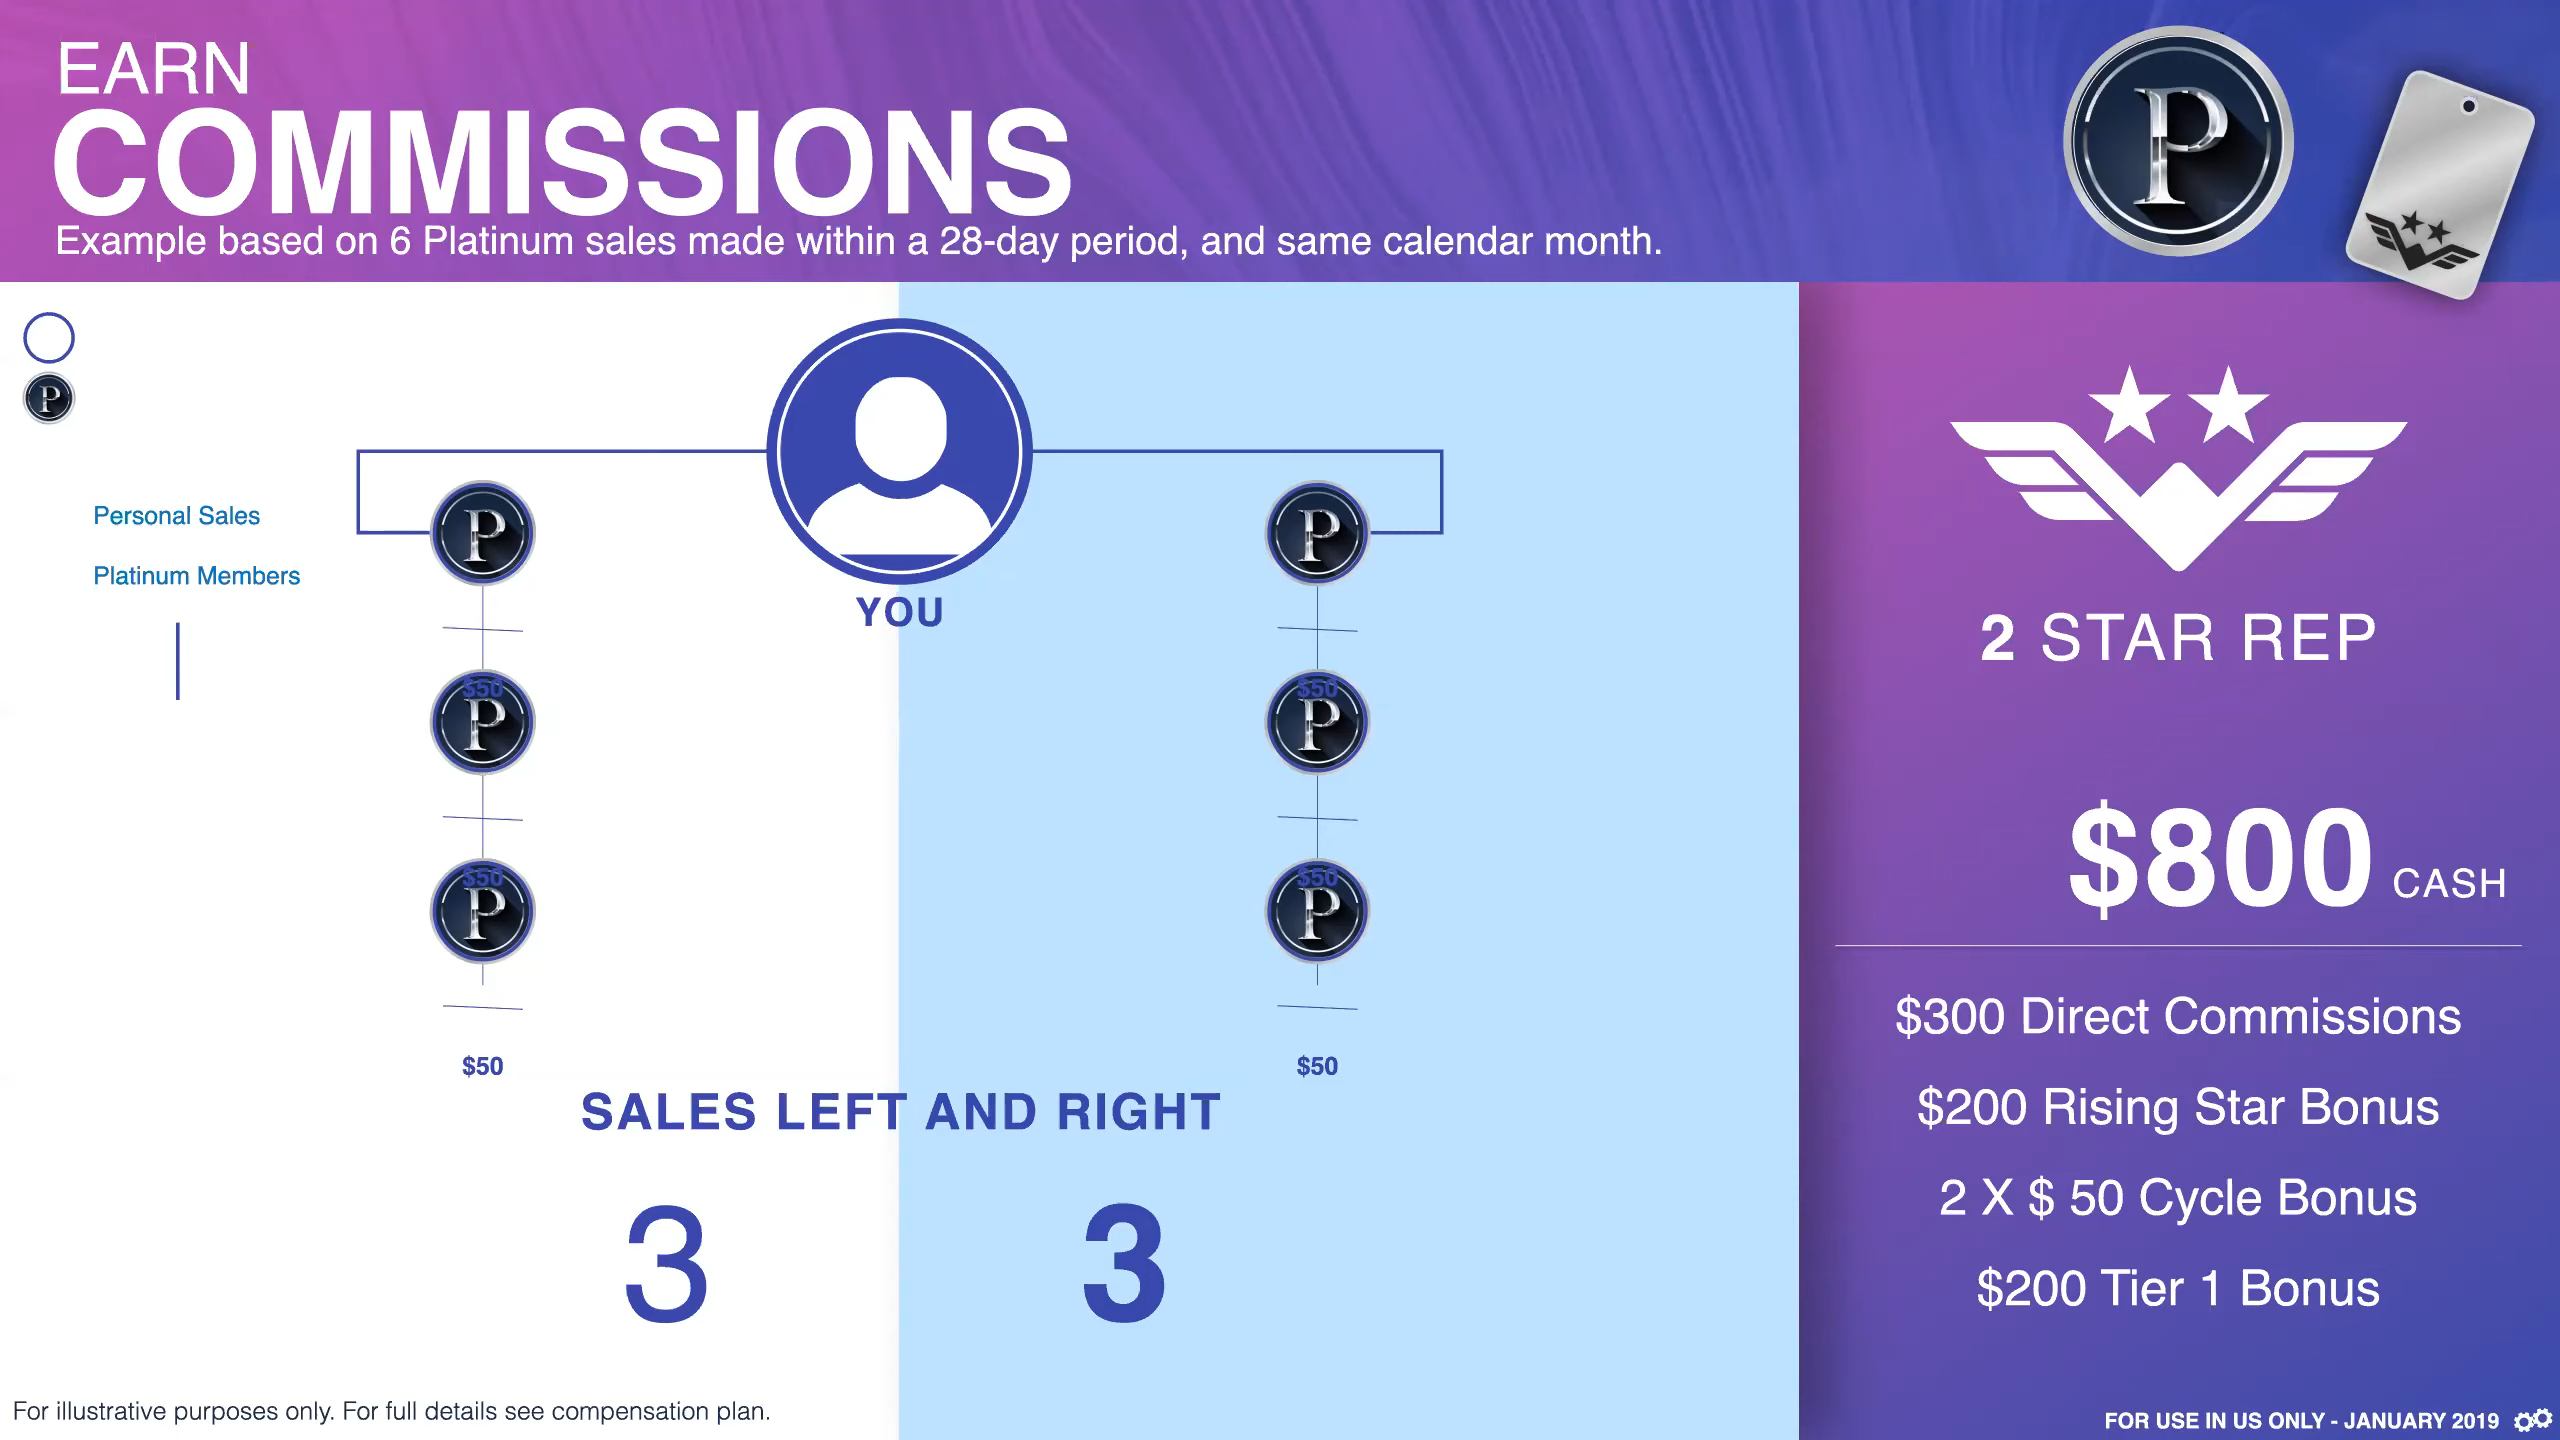 EARN
COMMISSIONS
Example based on 6 Platinum sales made within a 28-day period, and same calendar month.
P
P
Personal Sales
Platinum Members
P
P
YOU
$50
P
$50
P
$50
P
$50
P
$50
$50
SALES LEFT AND RIGHT
3
3
2 STAR REP
$800 CASH
$300 Direct Commissions
$200 Rising Star Bonus
2 X $ 50 Cycle Bonus
$200 Tier 1 Bonus
For illustrative purposes only. For full details see compensation plan.
FOR USE IN US ONLY - JANUARY 2019